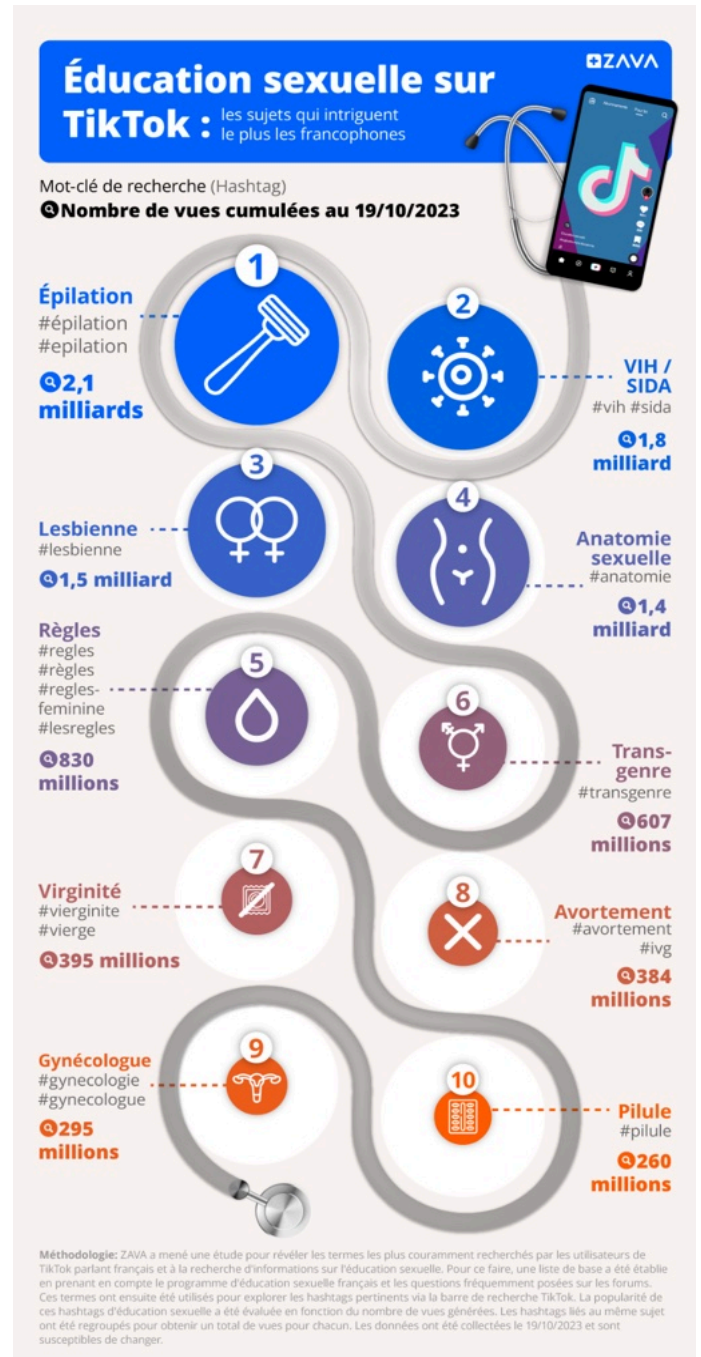 ZAVA
Éducation sexuelle sur
TikTok :
les sujets qui intriguent
le plus les francophones
Mot-clé de recherche (Hashtag)
Nombre de vues cumulées au 19/10/2023
1
Épilation
#épilation
#epilation
2,1
milliards
2
VIH /
SIDA
#vih #sida
1,8
milliard
3
Lesbienne
#lesbienne
1,5 milliard
4
Anatomie
sexuelle
#anatomie
1,4
milliard
5
Règles
#regles
#règles
#regles-
feminine
#lesregles
830
millions
6
Trans-
genre
#transgenre
607
millions
7
Virginité
#vierginite
#vierge
395 millions
8
Avortement
#avortement
#ivg
384
millions
9
Gynécologue
#gynecologie
#gynecologue
295
millions
10
Pilule
#pilule
260
millions
Méthodologie: ZAVA a mené une étude pour révéler les termes les plus couramment recherchés par les utilisateurs de
TikTok parlant français et à la recherche d'informations sur l'éducation sexuelle. Pour ce faire, une liste de base a été établie
en prenant en compte le programme d'éducation sexuelle français et les questions fréquemment posées sur les forums.
Ces termes ont ensuite été utilisés pour explorer les hashtags pertinents via la barre de recherche TikTok. La popularité de
ces hashtags d'éducation sexuelle a été évaluée en fonction du nombre de vues générées. Les hashtags liés au même sujet
ont été regroupés pour obtenir un total de vues pour chacun. Les données ont été collectées le 19/10/2023 et sont
susceptibles de changer.